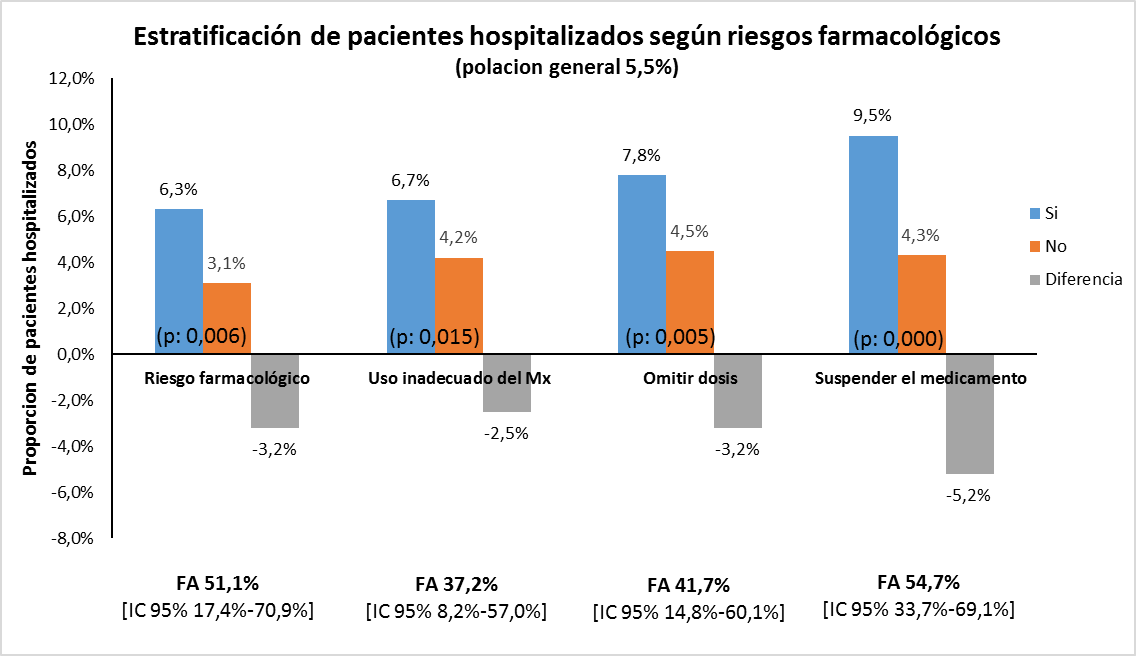 Estratificación de pacientes hospitalizados según riesgos farmacológicos
(polacion general 5,5%)
Proporcion de pacientes hospitalizados
12,0%
10,0%
8,0%
6,0%
4,0%
2,0%
0,0%
-2,0%
-4,0%
-6,0%
-8,0%
6,3%
3,1%
(p: 0,006)
-3,2%
6,7%
4,2%
(p: 0,015)
-2,5%
7,8%
4,5%
(p: 0,005)
-3,2%
9,5%
4,3%
(p: 0,000)
-5,2%
Riesgo farmacológico
Uso inadecuado del Mx
Omitir dosis
Suspender el medicamento
Si
No
Diferencia
FA 51,1%
[IC 95% 17,4%-70,9%]
FA 37,2%
[IC 95% 8,2%-57,0%]
FA 41,7%
[IC 95% 14,8%-60,1%]
FA 54,7%
[IC 95% 33,7%-69,1%]